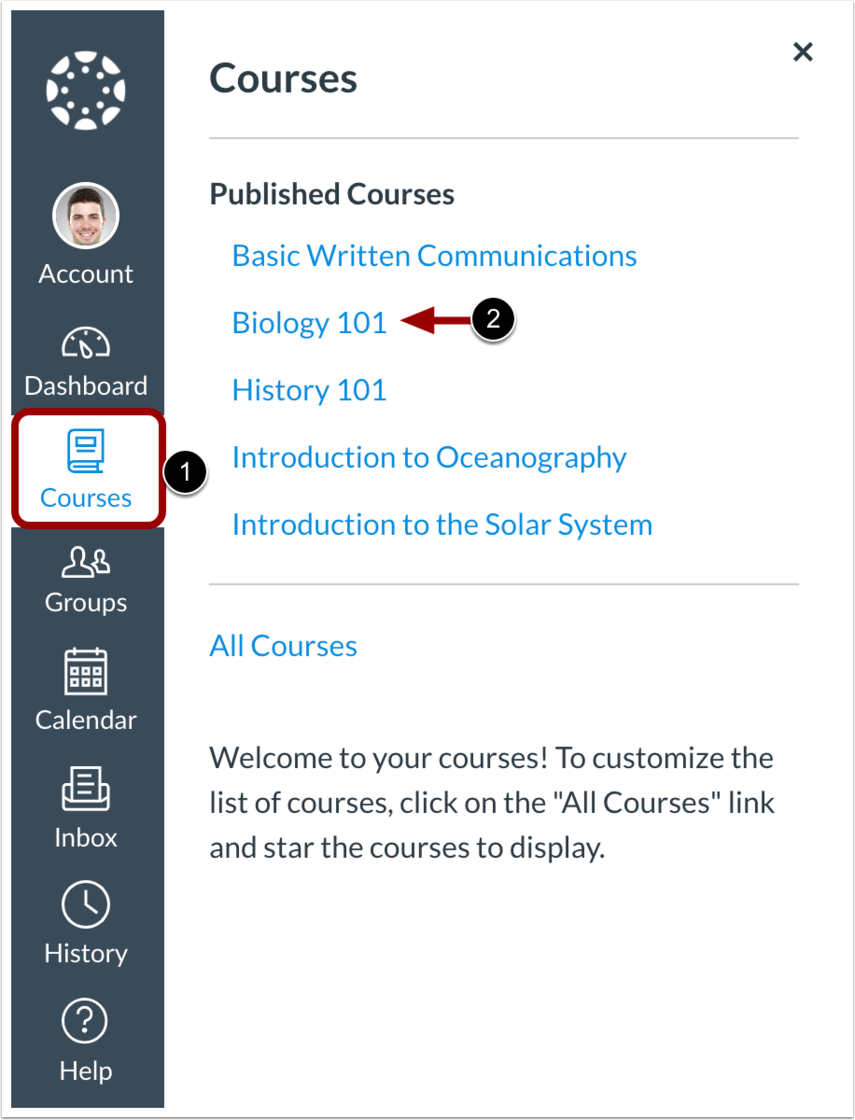 Courses
Published Courses
Basic Written Communications
Biology 101
2
History 101
Introduction to Oceanography
Introduction to the Solar System
All Courses
Welcome to your courses! To customize the
list of courses, click on the "All Courses" link
and star the courses to display.
Account
Dashboard
Courses
1
Groups
Calendar
Inbox
History
Help